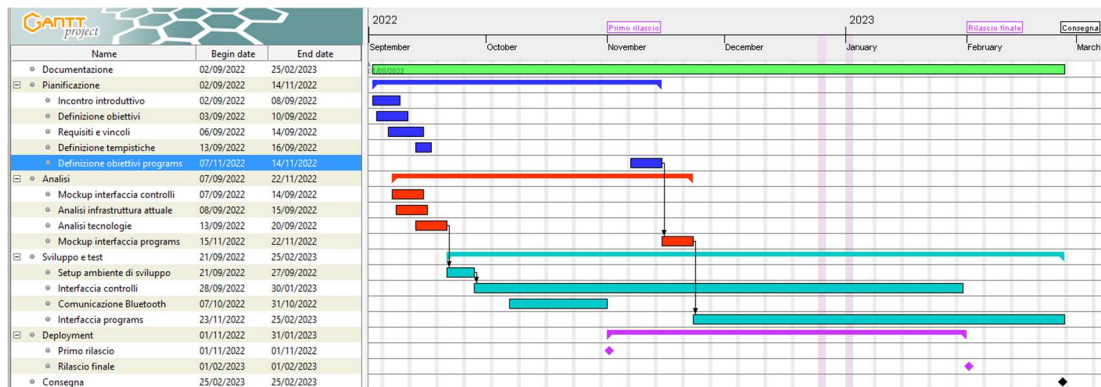 GANTT project
2022 2023
Primo rilascio Rilascio finale Consegna
Name Begin date End date
September October November December January February March
Documentazione 02/09/2022 25/02/2023
Pianificazione 02/09/2022 14/11/2022
Incontro introduttivo 02/09/2022 08/09/2022
Definizione obiettivi 03/09/2022 10/09/2022
Requisiti e vincoli 06/09/2022 14/09/2022
Definizione tempistiche 13/09/2022 16/09/2022
Definizione obiettivi programs 07/11/2022 14/11/2022
Analisi 07/09/2022 22/11/2022
Mockup interfaccia controlli 07/09/2022 14/09/2022
Analisi infrastruttura attuale 08/09/2022 15/09/2022
Analisi tecnologie 13/09/2022 20/09/2022
Mockup interfaccia programs 15/11/2022 22/11/2022
Sviluppo e test 21/09/2022 25/02/2023
Setup ambiente di sviluppo 21/09/2022 27/09/2022
Interfaccia controlli 28/09/2022 30/01/2023
Comunicazione Bluetooth 07/10/2022 31/10/2022
Interfaccia programs 23/11/2022 25/02/2023
Deployment 01/11/2022 31/01/2023
Primo rilascio 01/11/2022 01/11/2022
Rilascio finale 01/02/2023 01/02/2023
Consegna 25/02/2023 25/02/2023